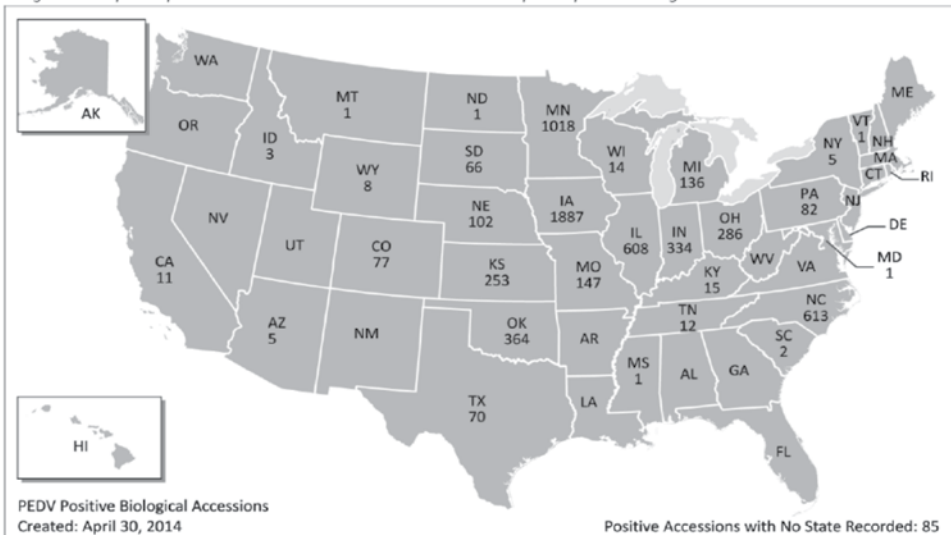 AK
WA
OR
ID
3
MT
1
WY
8
NV
UT
CO
77
CA
11
AZ
5
NM
ND
1
SD
66
NE
102
KS
253
OK
364
TX
70
MN
1018
IA
1887
MO
147
AR
LA
WI
14
IL
608
MI
136
IN
334
OH
286
KY
15
TN
12
MS
1
AL
GA
FL
SC
2
NC
613
VA
WV
PA
82
NY
5
VT
1
NH
ME
MA
CT
RI
NJ
DE
MD
1
HI
PEDV Positive Biological Accessions
Created: April 30, 2014
Positive Accessions with No State Recorded: 85